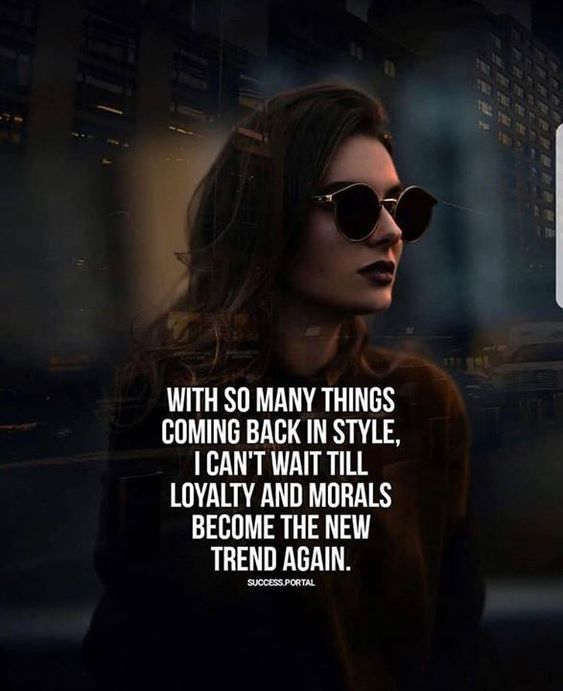 WITH SO MANY THINGS
COMING BACK IN STYLE,
I CAN'T WAIT TILL
LOYALTY AND MORALS
BECOME THE NEW
TREND AGAIN.
SUCCESS.PORTAL